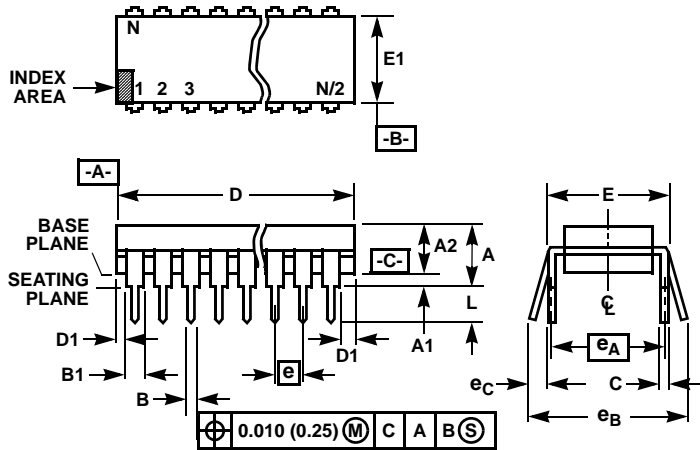 N
INDEX
AREA
1 2 3 N/2
E1
-B-
-A-
D
E
BASE
PLANE
A2
A
-C-
SEATING
PLANE
L
C
L
D1
A1
D1
eA
B1
e
eC
C
B
eB
0.010 (0.25) M C A B S